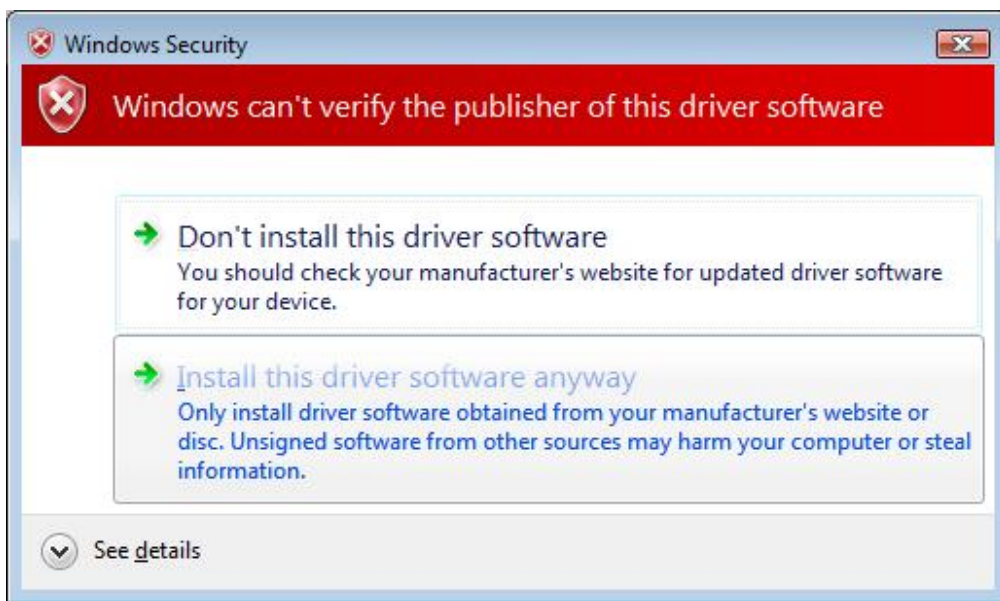 Windows Security
Windows can't verify the publisher of this driver software
Don't install this driver software
You should check your manufacturer's website for updated driver software
for your device.
Install this driver software anyway
Only install driver software obtained from your manufacturer's website or
disc. Unsigned software from other sources may harm your computer or steal
information.
See details